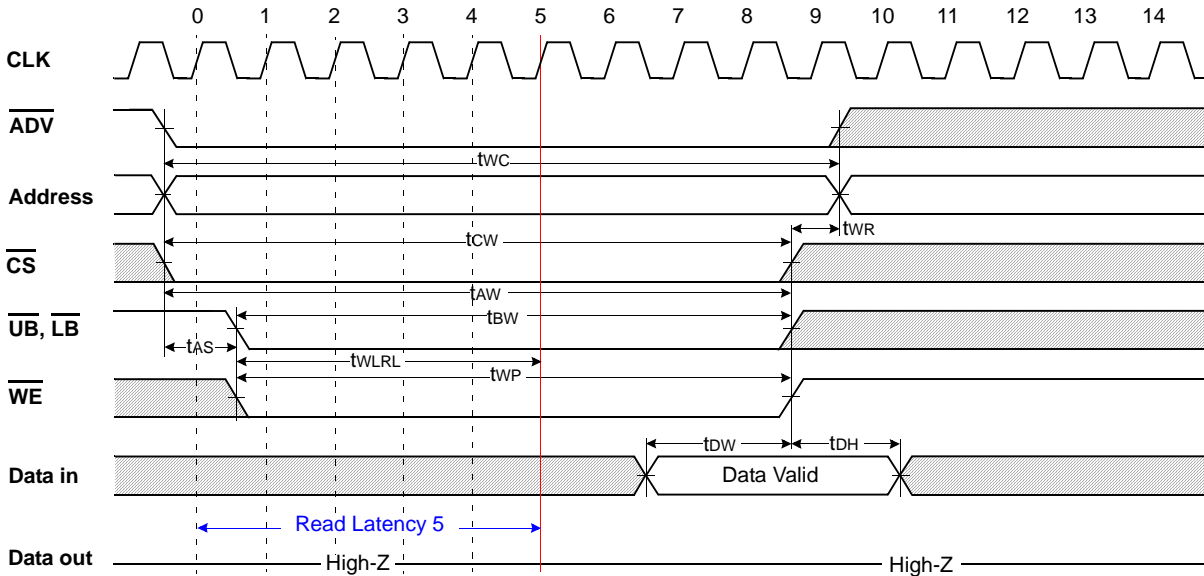 0 1 2 3 4 5 6 7 8 9 10 11 12 13 14
CLK
ADV
tWC
Address
tWR
tCW
CS
tAW
tBW
UB, LB
tAS
tWLRL
tWP
WE
tDW tDH
Data in Data Valid
Read Latency 5
Data out High-Z High-Z